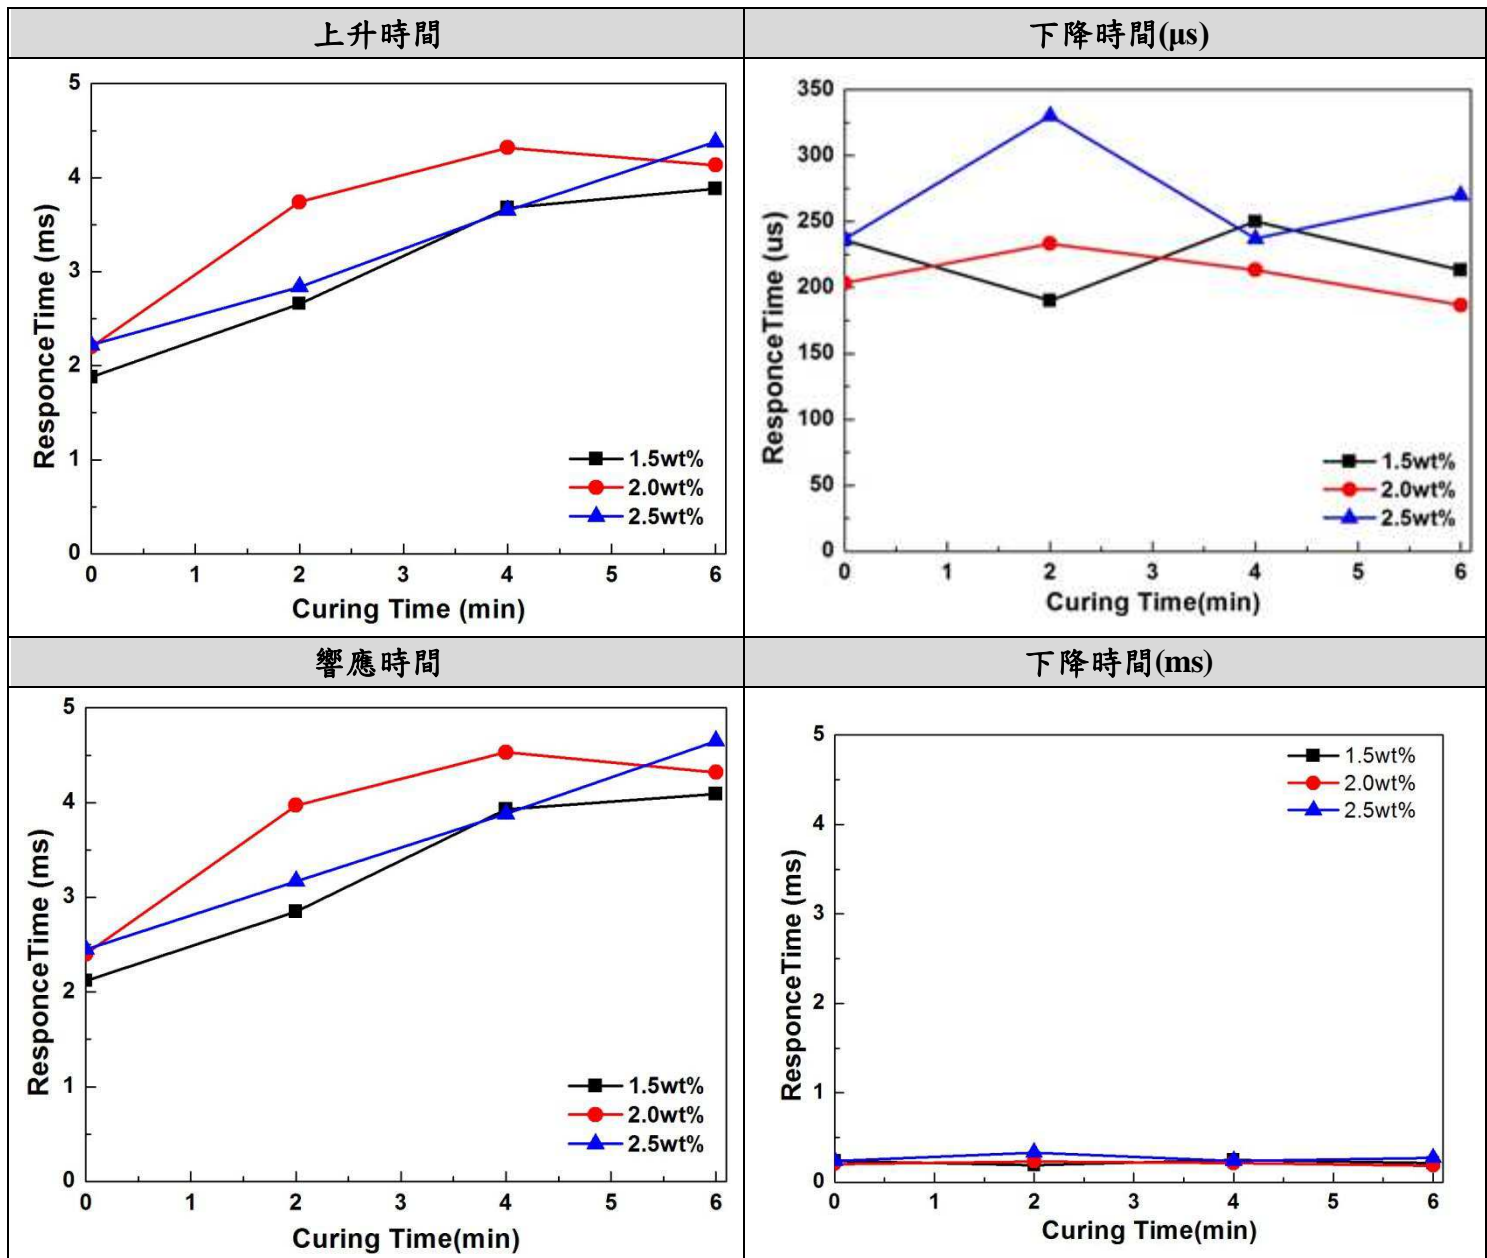 上升時間
下降時間(μs)
5
4
3
2
1
0
ResponceTime (ms)
1.5wt%
2.0wt%
2.5wt%
0 1 2 3 4 5 6
Curing Time (min)
350
300
250
200
150
100
50
0
ResponceTime (us)
1.5wt%
2.0wt%
2.5wt%
0 1 2 3 4 5 6
Curing Time(min)
響應時間
下降時間(ms)
5
4
3
2
1
0
ResponceTime (ms)
1.5wt%
2.0wt%
2.5wt%
0 1 2 3 4 5 6
Curing Time(min)
5
4
3
2
1
0
ResponceTime (ms)
1.5wt%
2.0wt%
2.5wt%
0 1 2 3 4 5 6
Curing Time(min)